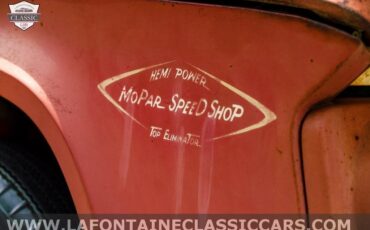 CLASSIC
HEMI POWER
MOPAR SPEED SHOP
TOP ELIMINATOR
WWW.LAFONTAINECLASSICCARS.COM